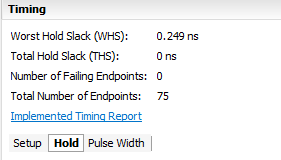 Timing
Worst Hold Slack (WHS): 0.249 ns
Total Hold Slack (THS): 0 ns
Number of Failing Endpoints: 0
Total Number of Endpoints: 75
Implemented Timing Report
Setup Hold Pulse Width